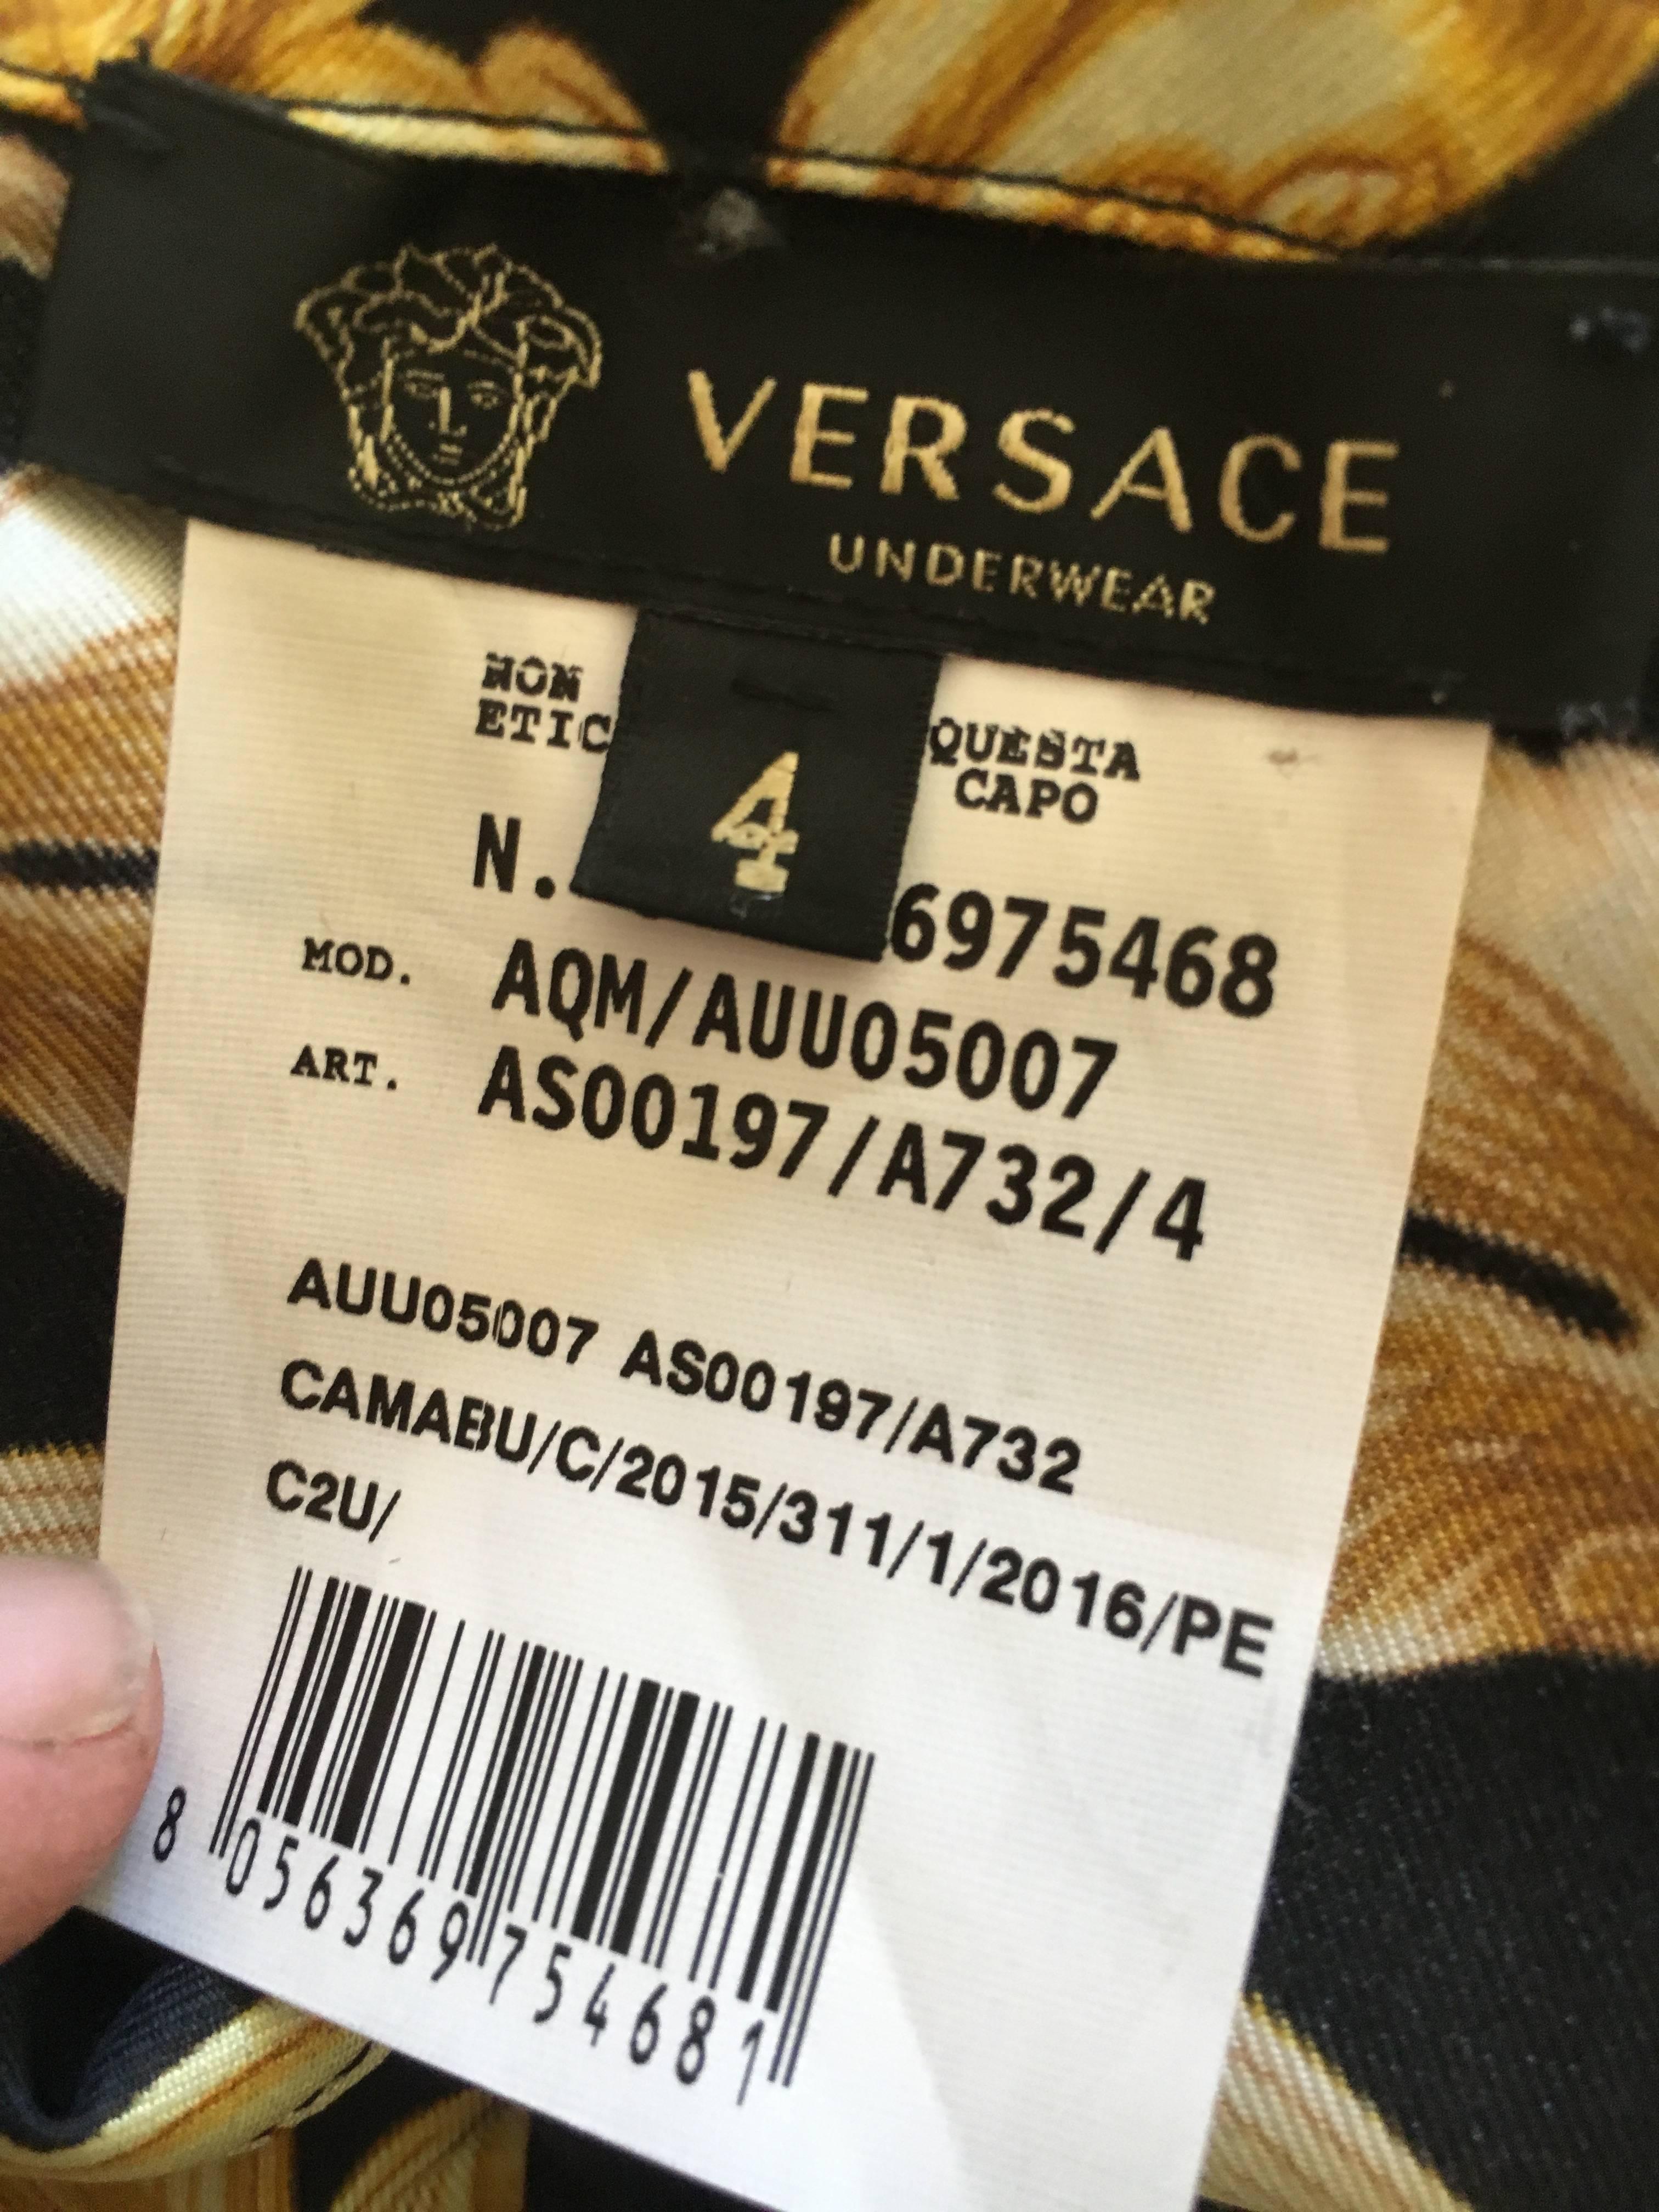 VERSACE
UNDERWEAR
4
NON
ETIC QUESTA
CAPO
N. 6975468
MOD. AQM/AUU05007
ART. AS00197/A732/4
AUU05007 AS00197/A732
CAMABU/C/2015/311/1/2016/PE
C2U/
8 056369 754681